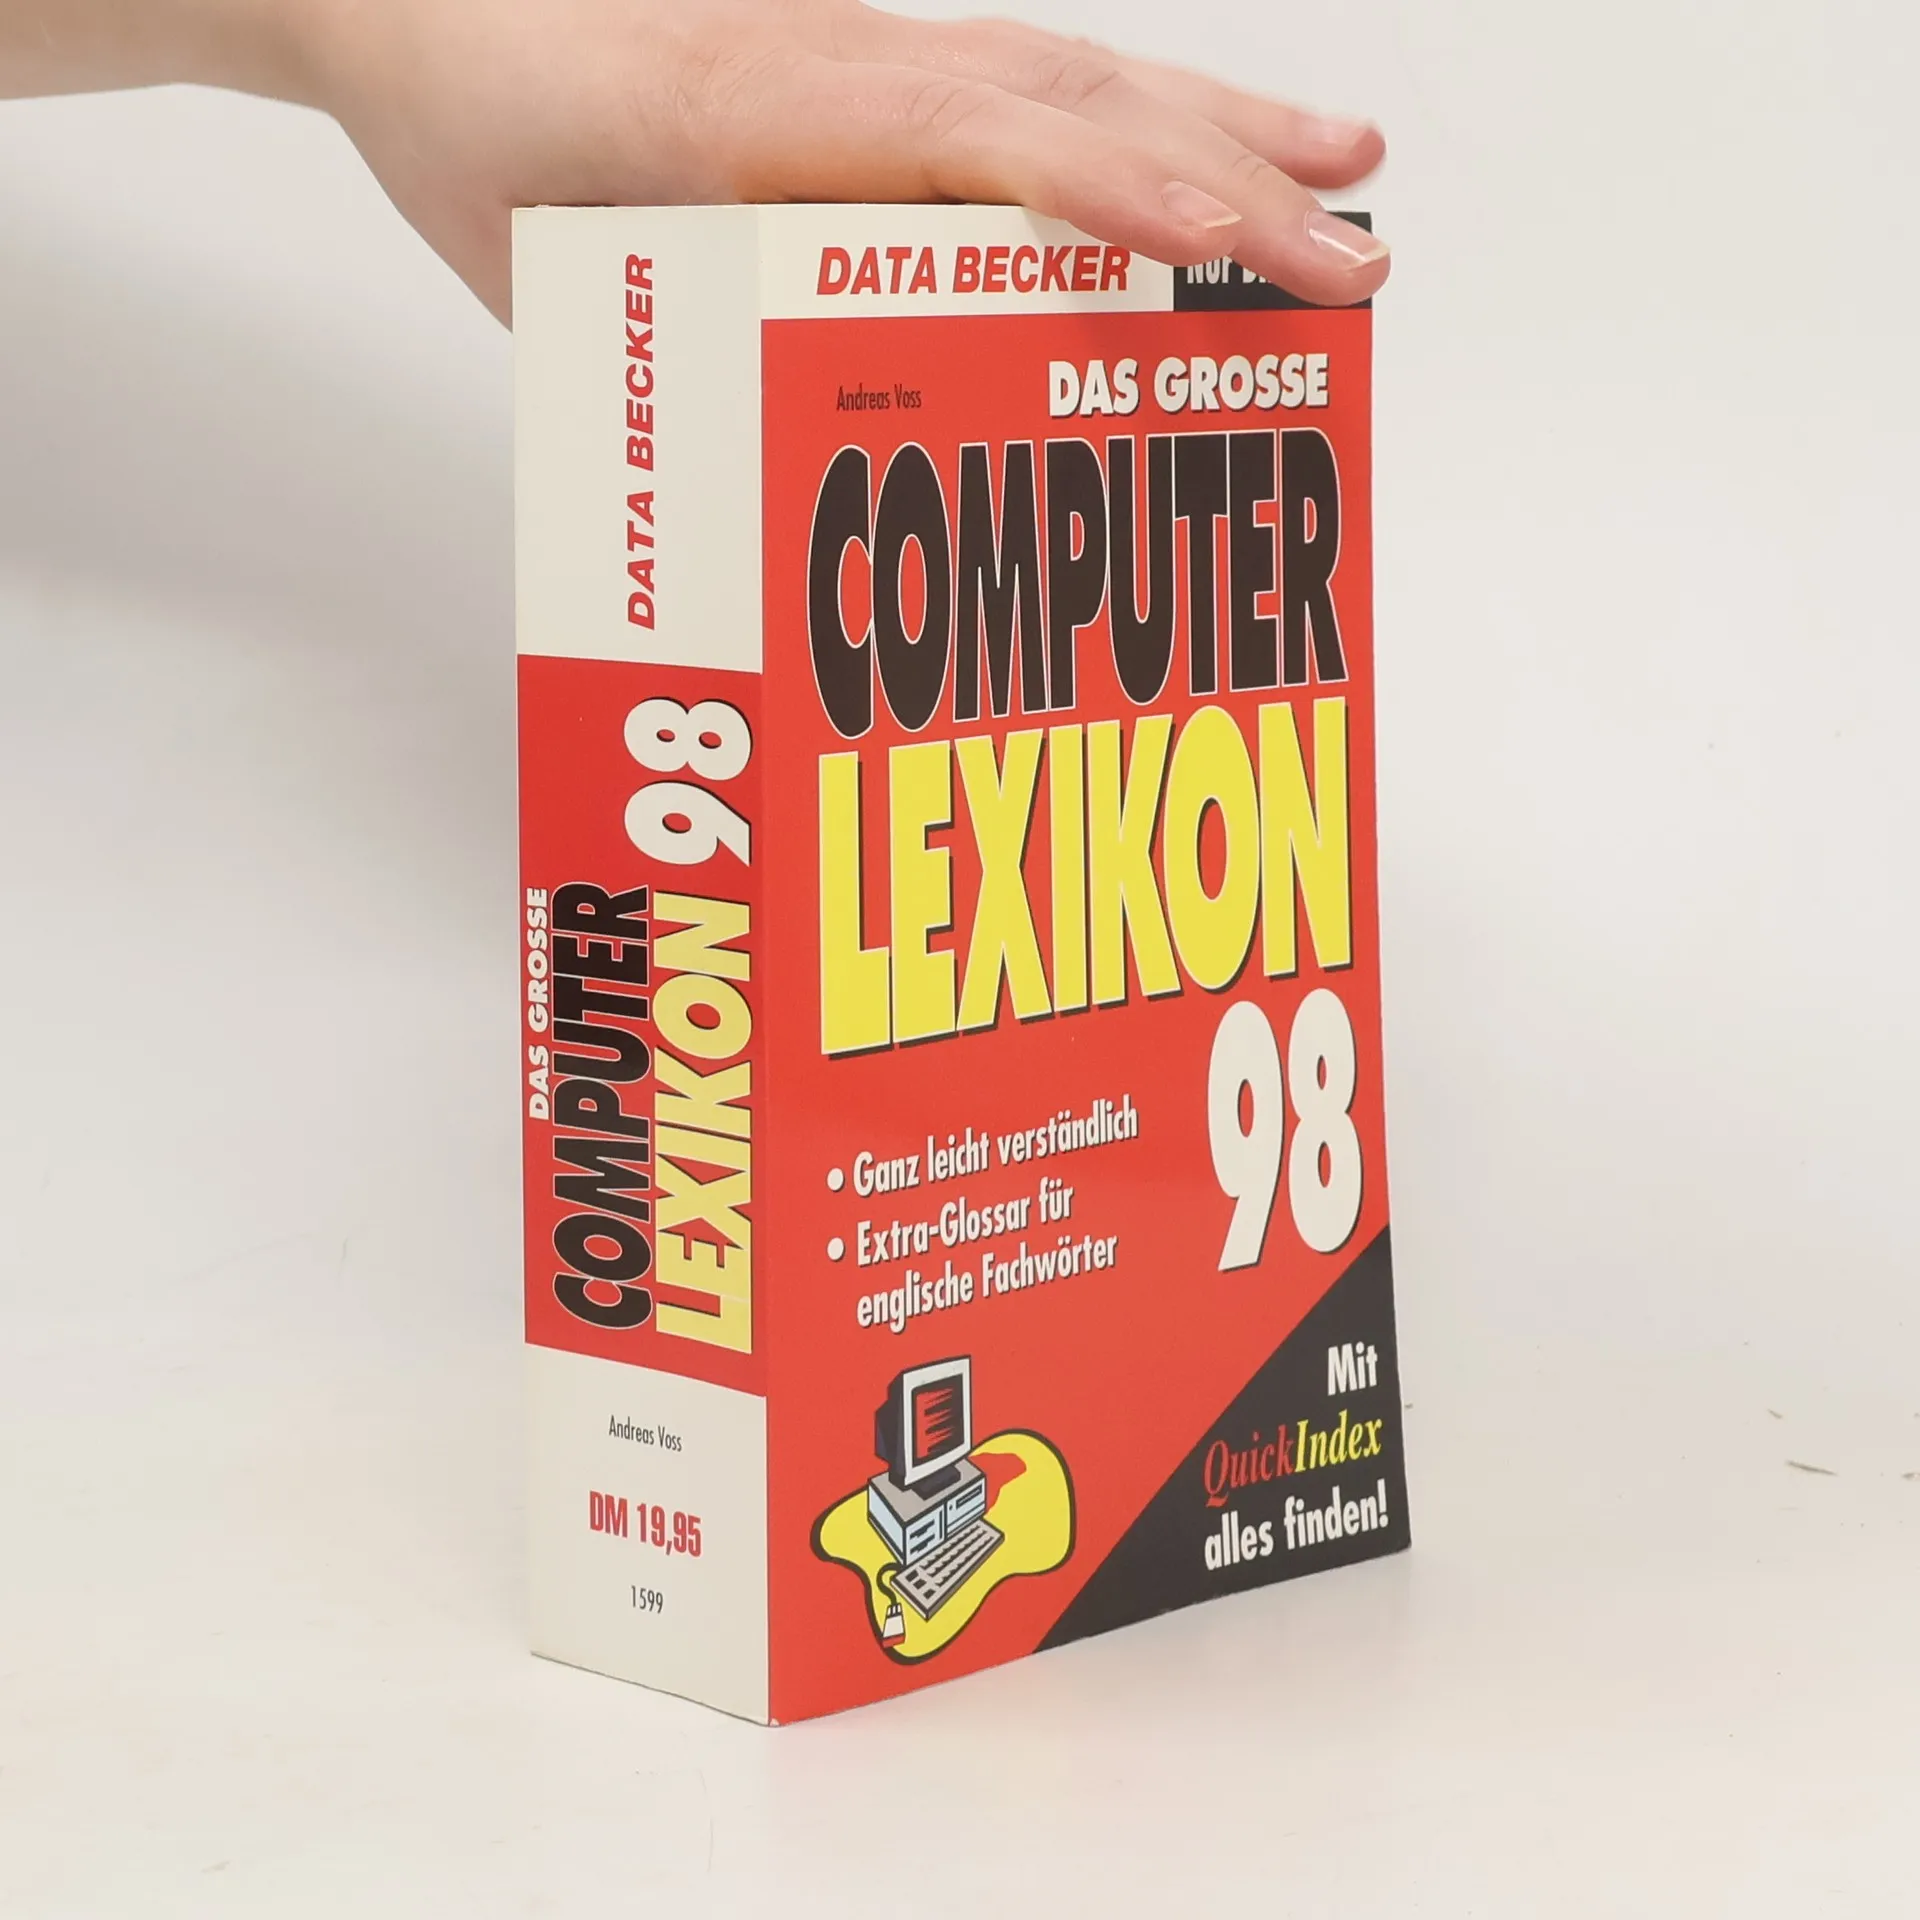 DATA BECKER
DAS GROSSE
COMPUTER
LEXIKON 98
Andreas Voss
DM 19,95
1599
DATA BECKER
Andreas Voss
DAS GROSSE
COMPUTER
LEXIKON
98
• Ganz leicht verständlich
• Extra-Glossar für
englische Fachwörter
Mit
QuickIndex
alles finden!